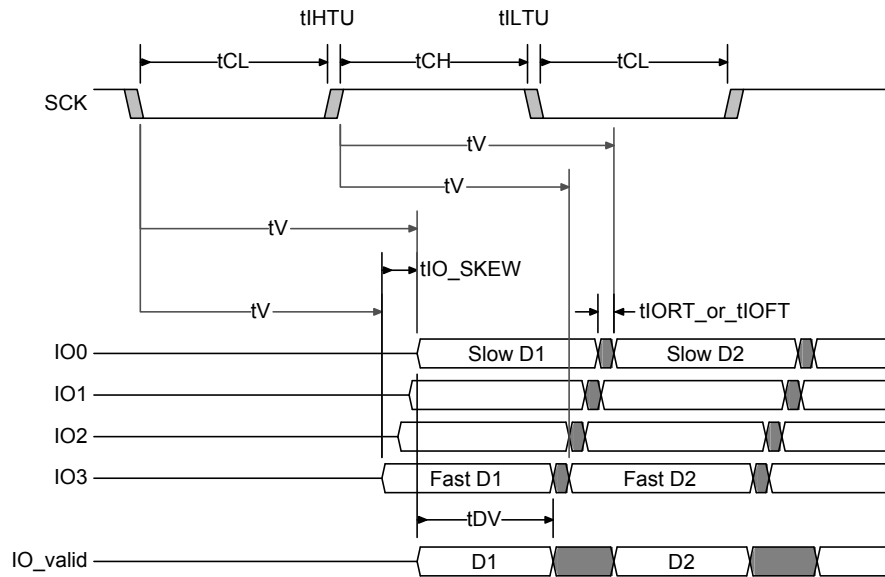 tIHTU
tILTU
tCL
tCH
tCL
SCK
tV
tV
tV
tIO_SKEW
tV
tIORT_or_tIOFT
IO0
Slow D1
Slow D2
IO1
IO2
IO3
Fast D1
Fast D2
tDV
IO_valid
D1
D2